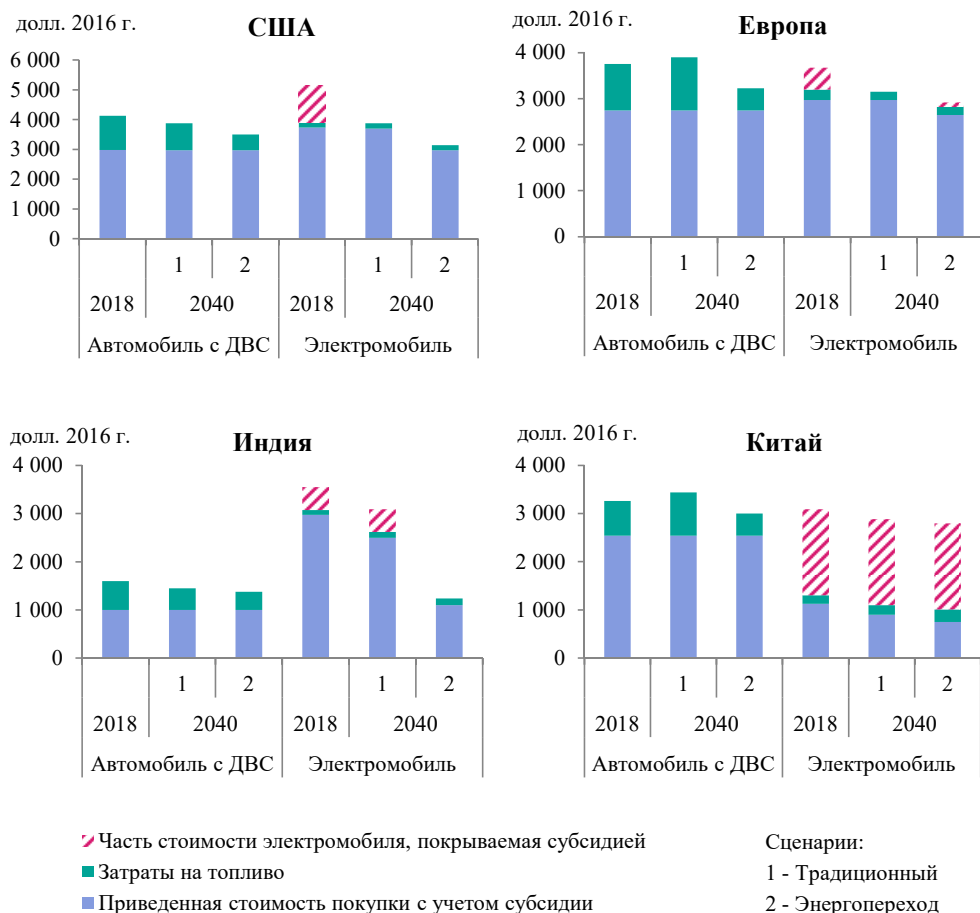 долл. 2016 г.
США
6 000
5 000
4 000
3 000
2 000
1 000
0
1 2 1 2
2018 2040 2018 2040
Автомобиль с ДВС Электромобиль
долл. 2016 г.
Европа
4 000
3 000
2 000
1 000
0
1 2 1 2
2018 2040 2018 2040
Автомобиль с ДВС Электромобиль
долл. 2016 г.
Индия
4 000
3 000
2 000
1 000
0
1 2 1 2
2018 2040 2018 2040
Автомобиль с ДВС Электромобиль
долл. 2016 г.
Китай
4 000
3 000
2 000
1 000
0
1 2 1 2
2018 2040 2018 2040
Автомобиль с ДВС Электромобиль
Часть стоимости электромобиля, покрываемая субсидией
Затраты на топливо
Приведенная стоимость покупки с учетом субсидии
Сценарии:
1 - Традиционный
2 - Энергопереход